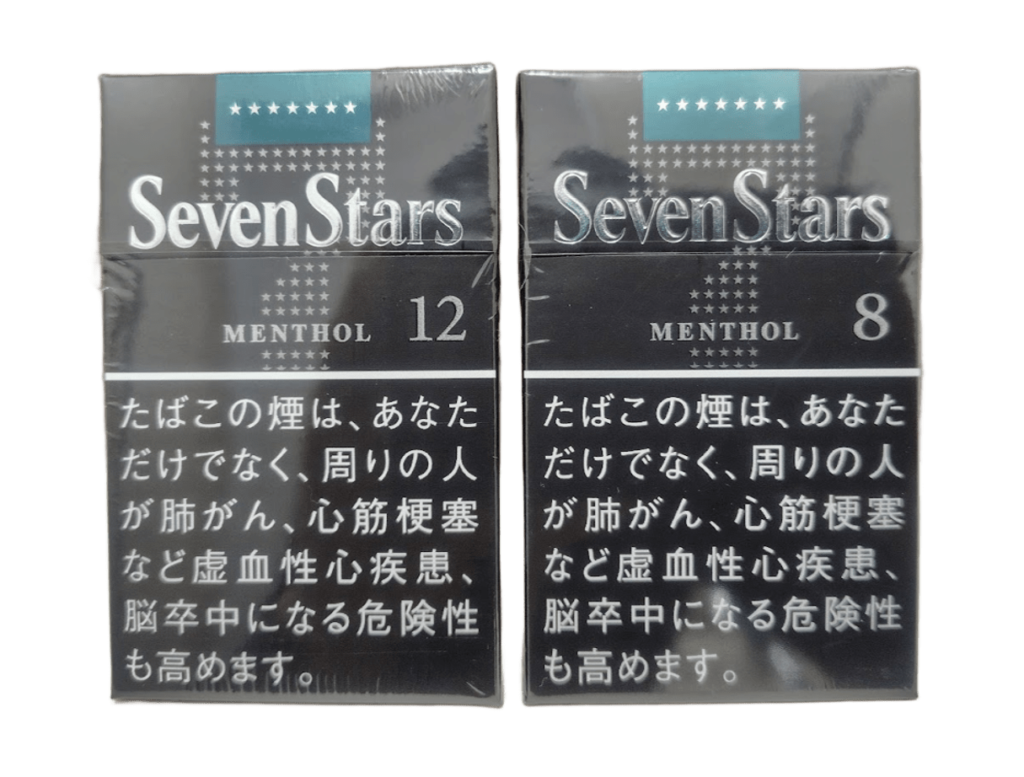 Seven Stars
MENTHOL 12
たばこの煙は、あなた
だけでなく、周りの人
が肺がん、心筋梗塞
など虚血性心疾患、
脳卒中になる危険性
も高めます。
Seven Stars
MENTHOL 8
たばこの煙は、あなた
だけでなく、周りの人
が肺がん、心筋梗塞
など虚血性心疾患、
脳卒中になる危険性
も高めます。